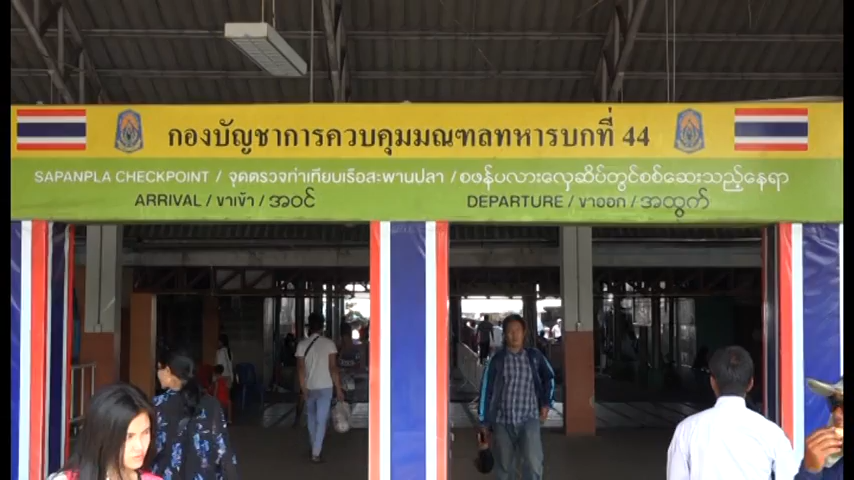 กองบัญชาการควบคุมมณฑลทหารบกที่ 44
SAPANPLA CHECKPOINT / จุดตรวจท่าเทียบเรือสะพานปลา / စဖန်ပလားလှေဆိပ်တွင်စစ်ဆေးသည့်နေရာ
ARRIVAL / ขาเข้า / အဝင် DEPARTURE / ขาออก / အထွက်